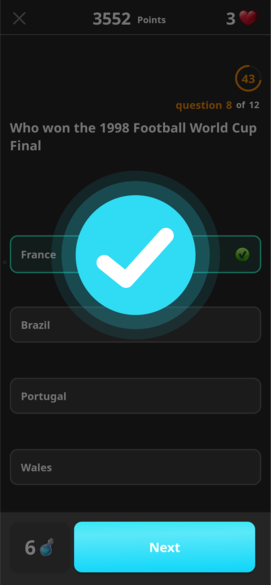 3552 Points
3
43
question 8 of 12
Who won the 1998 Football World Cup
Final
France
Brazil
Portugal
Wales
6
Next